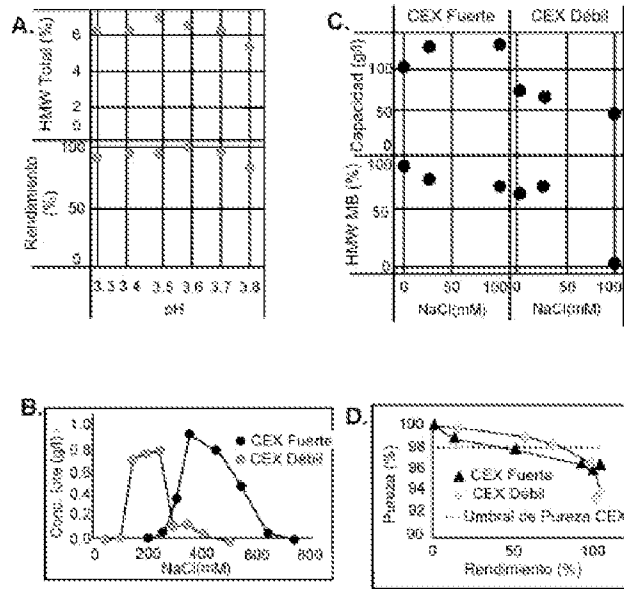 A.
HMW Total (%)
6
4
2
0
Rendimiento (%)
100
50
0
3.3 3.4 3.5 3.6 3.7 3.8
pH
C.
CEX Fuerte CEX Débil
Capacidad (g/l)
100
50
0
HMW MB (%)
100
50
0
0 50 100 0 50 100
NaCl(mM) NaCl(mM)
B.
1.0
0.8
0.6
0.4
0.2
0.0
CEX Fuerte
CEX Débil
0 200 400 600 800
NaCl(mM)
D.
Pureza (%)
100
98
96
94
92
90
CEX Fuerte
CEX Débil
Umbral de Pureza CEX
0 50 100
Rendimiento (%)